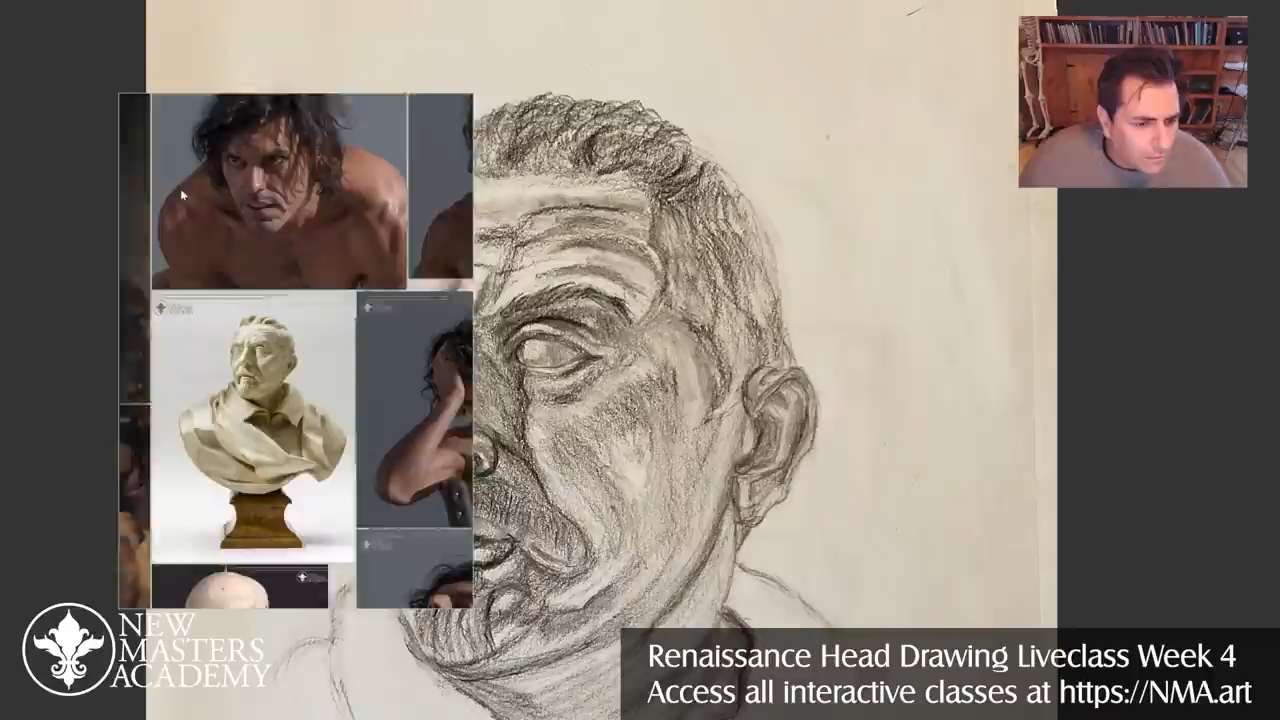 NEW
MASTERS
ACADEMY
Renaissance Head Drawing Liveclass Week 4
Access all interactive classes at https://NMA.art